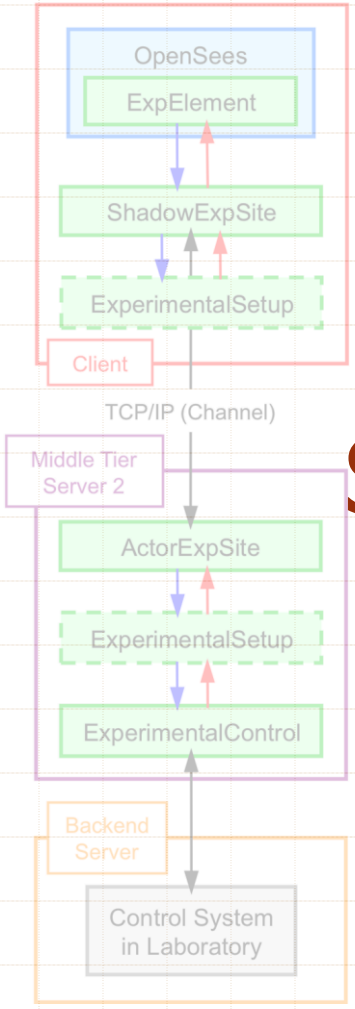 OpenSees
ExpElement
ShadowExpSite
ExperimentalSetup
Client
TCP/IP (Channel)
Middle Tier
Server 2
ActorExpSite
ExperimentalSetup
ExperimentalControl
Backend
Server
Control System
in Laboratory